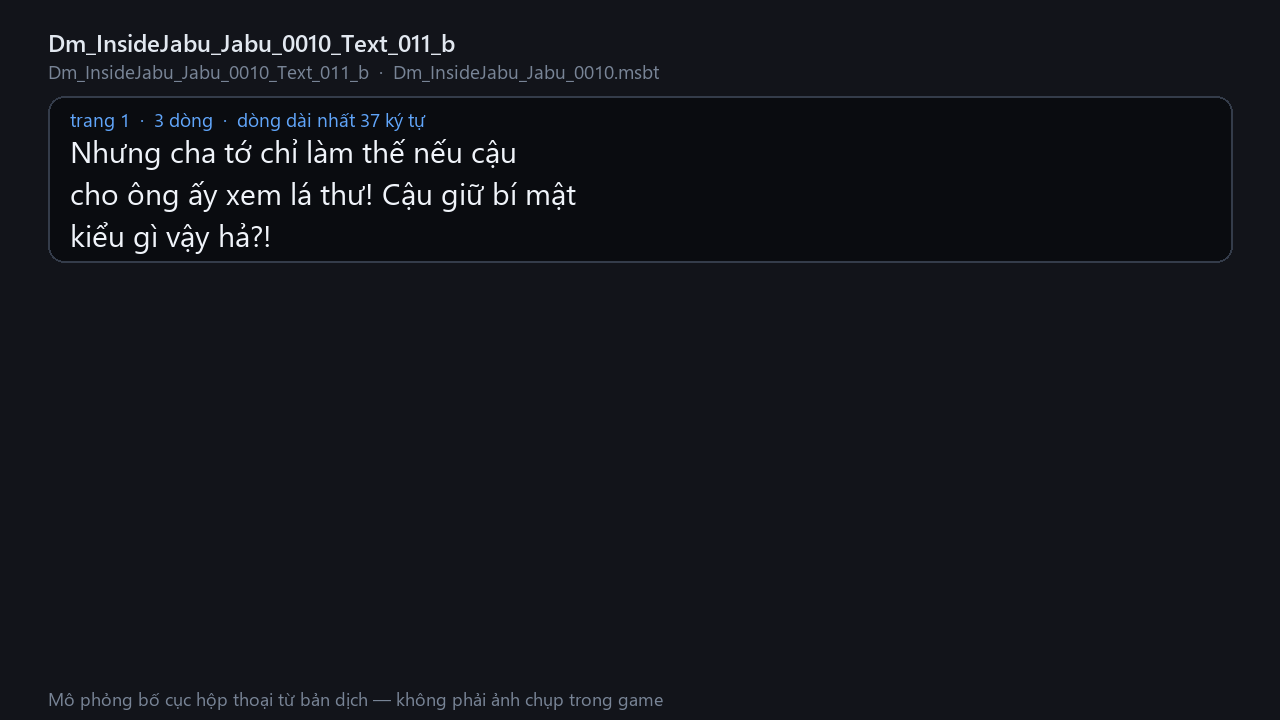 Dm_InsideJabu_Jabu_0010_Text_011_b
Dm_InsideJabu_Jabu_0010_Text_011_b · Dm_InsideJabu_Jabu_0010.msbt
trang 1 · 3 dòng · dòng dài nhất 37 ký tự
Nhưng cha tớ chỉ làm thế nếu cậu
cho ông ấy xem lá thư! Cậu giữ bí mật
kiểu gì vậy hả?!
Mô phỏng bố cục hộp thoại từ bản dịch — không phải ảnh chụp trong game